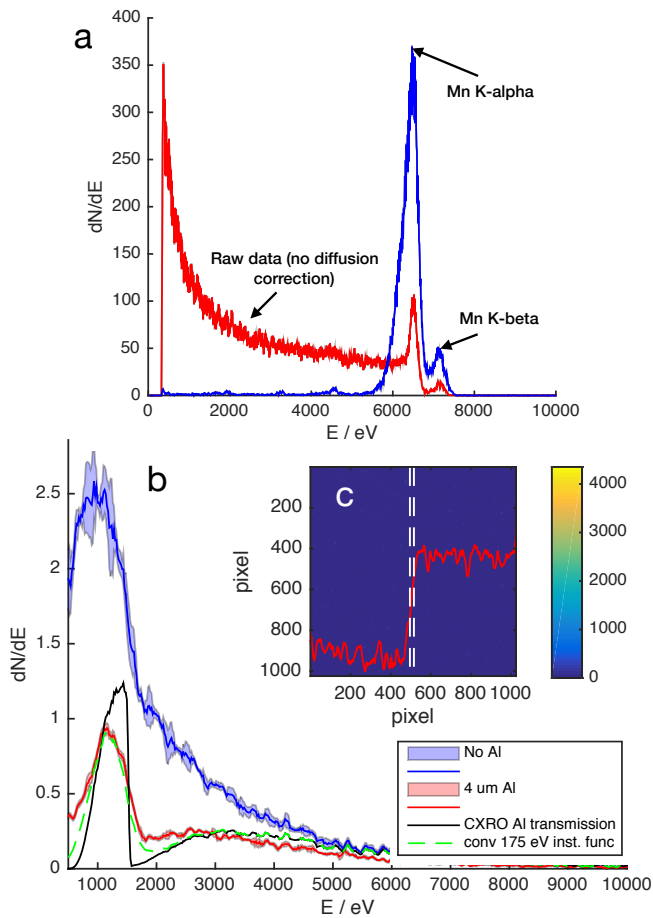 a
400
350
300
250
200
150
100
50
0
dN/dE
Mn K-alpha
Raw data (no diffusion
correction)
Mn K-beta
0 2000 4000 6000 8000 10000
E / eV
b
2.5
2
1.5
1
0.5
0
dN/dE
C
200
400
600
800
1000
pixel
200 400 600 800 1000
pixel
4000
3000
2000
1000
0
No Al
4 um Al
CXRO Al transmission
conv 175 eV inst. func
1000 2000 3000 4000 5000 6000 7000 8000 9000 10000
E / eV